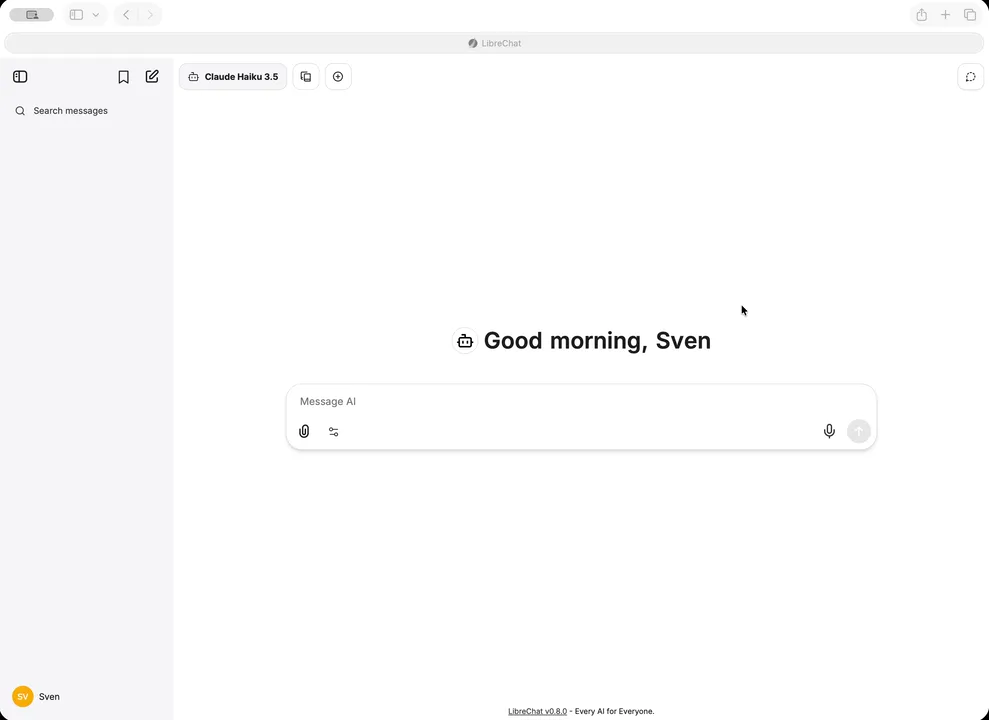 LibreChat
Claude Haiku 3.5
Search messages
Good morning, Sven
Message AI
SV Sven
LibreChat v0.8.0 - Every AI for Everyone.